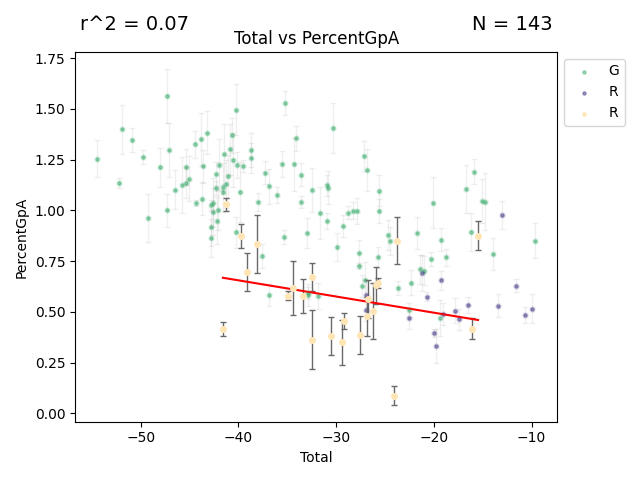 r^2 = 0.07
N = 143
Total vs PercentGpA
1.75
1.50
1.25
1.00
0.75
0.50
0.25
0.00
PercentGpA
−50
−40
−30
−20
−10
Total
G
R
R